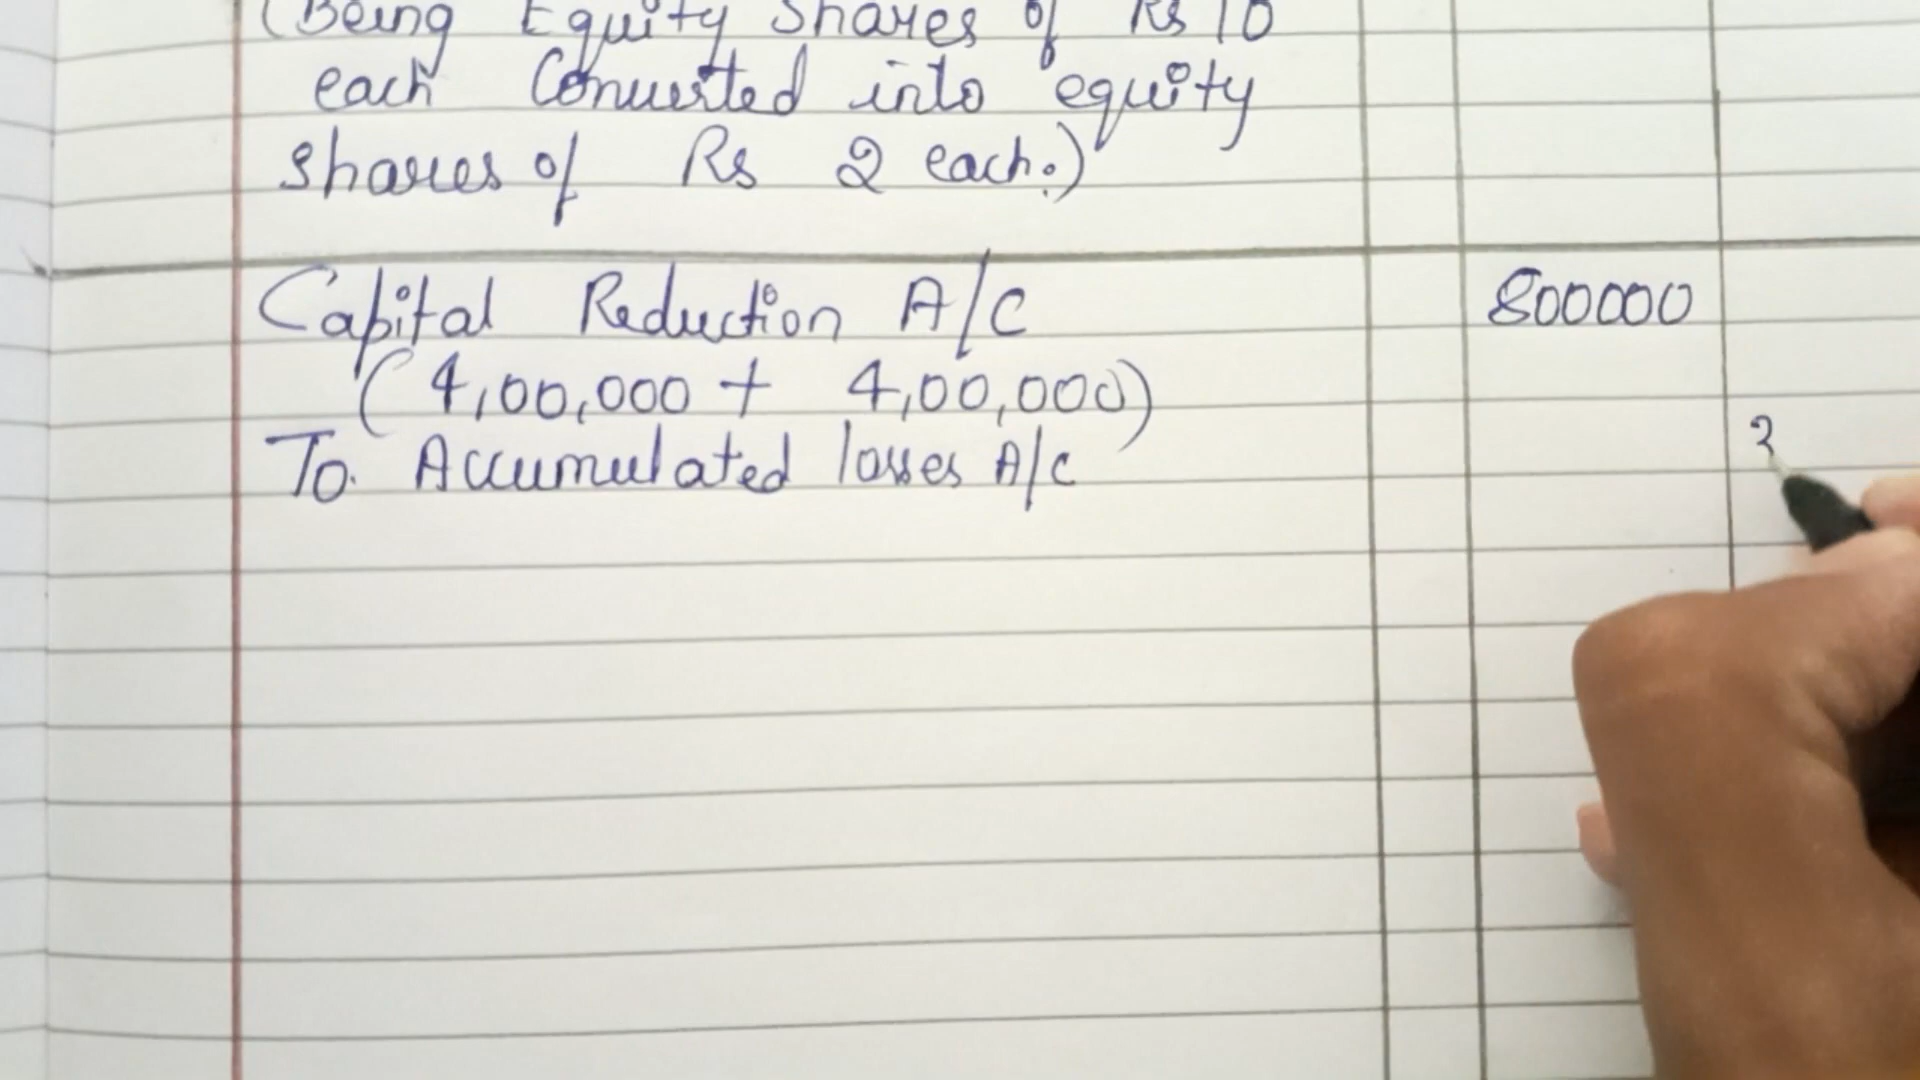 (Being Equity Shares of Rs 10
each Converted into equity
shares of Rs 2 each.)
Capital Reduction A/C 800000
(4,00,000 + 4,00,000)
To. Accumulated losses A/C